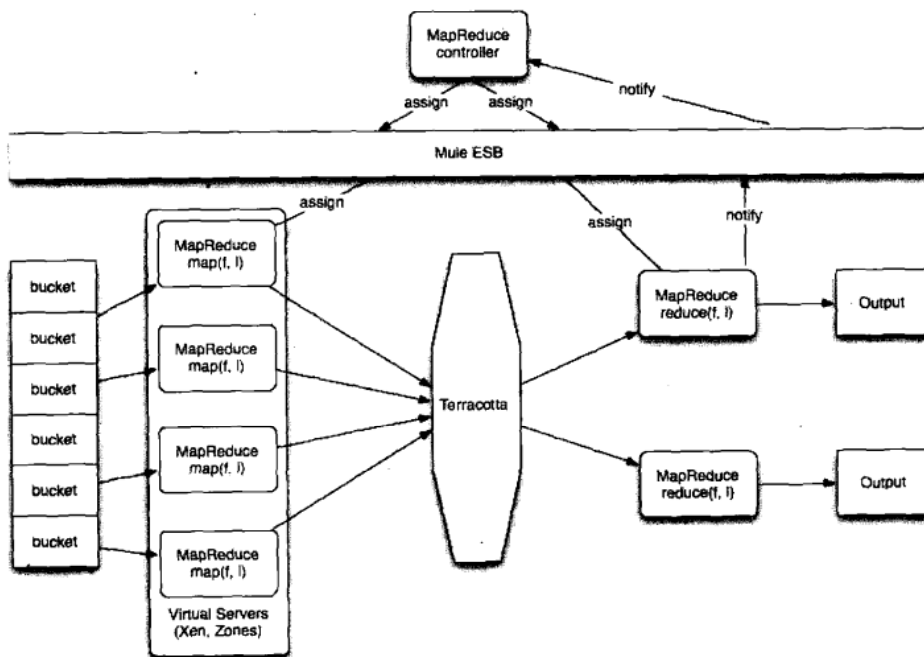 MapReduce
controller
assign
assign
notify
Mule ESB
assign
assign
notify
bucket
bucket
bucket
bucket
bucket
bucket
MapReduce
map(f, l)
MapReduce
map(f, l)
MapReduce
map(f, l)
MapReduce
map(f, l)
Virtual Servers
(Xen, Zones)
Terracotta
MapReduce
reduce(f, l)
Output
MapReduce
reduce(f, l)
Output